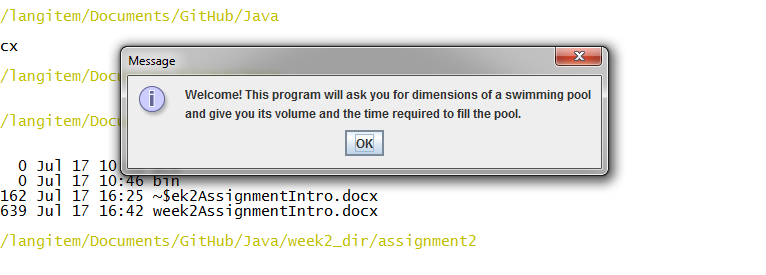 /langitem/Documents/GitHub/Java
cx
/langitem/Docum
/langitem/Docum
Message
Welcome! This program will ask you for dimensions of a swimming pool
and give you its volume and the time required to fill the pool.
OK
0 Jul 17 10
0 Jul 17 10:46 bin
162 Jul 17 16:25 ~$ek2AssignmentIntro.docx
639 Jul 17 16:42 week2AssignmentIntro.docx
/langitem/Documents/GitHub/Java/week2_dir/assignment2